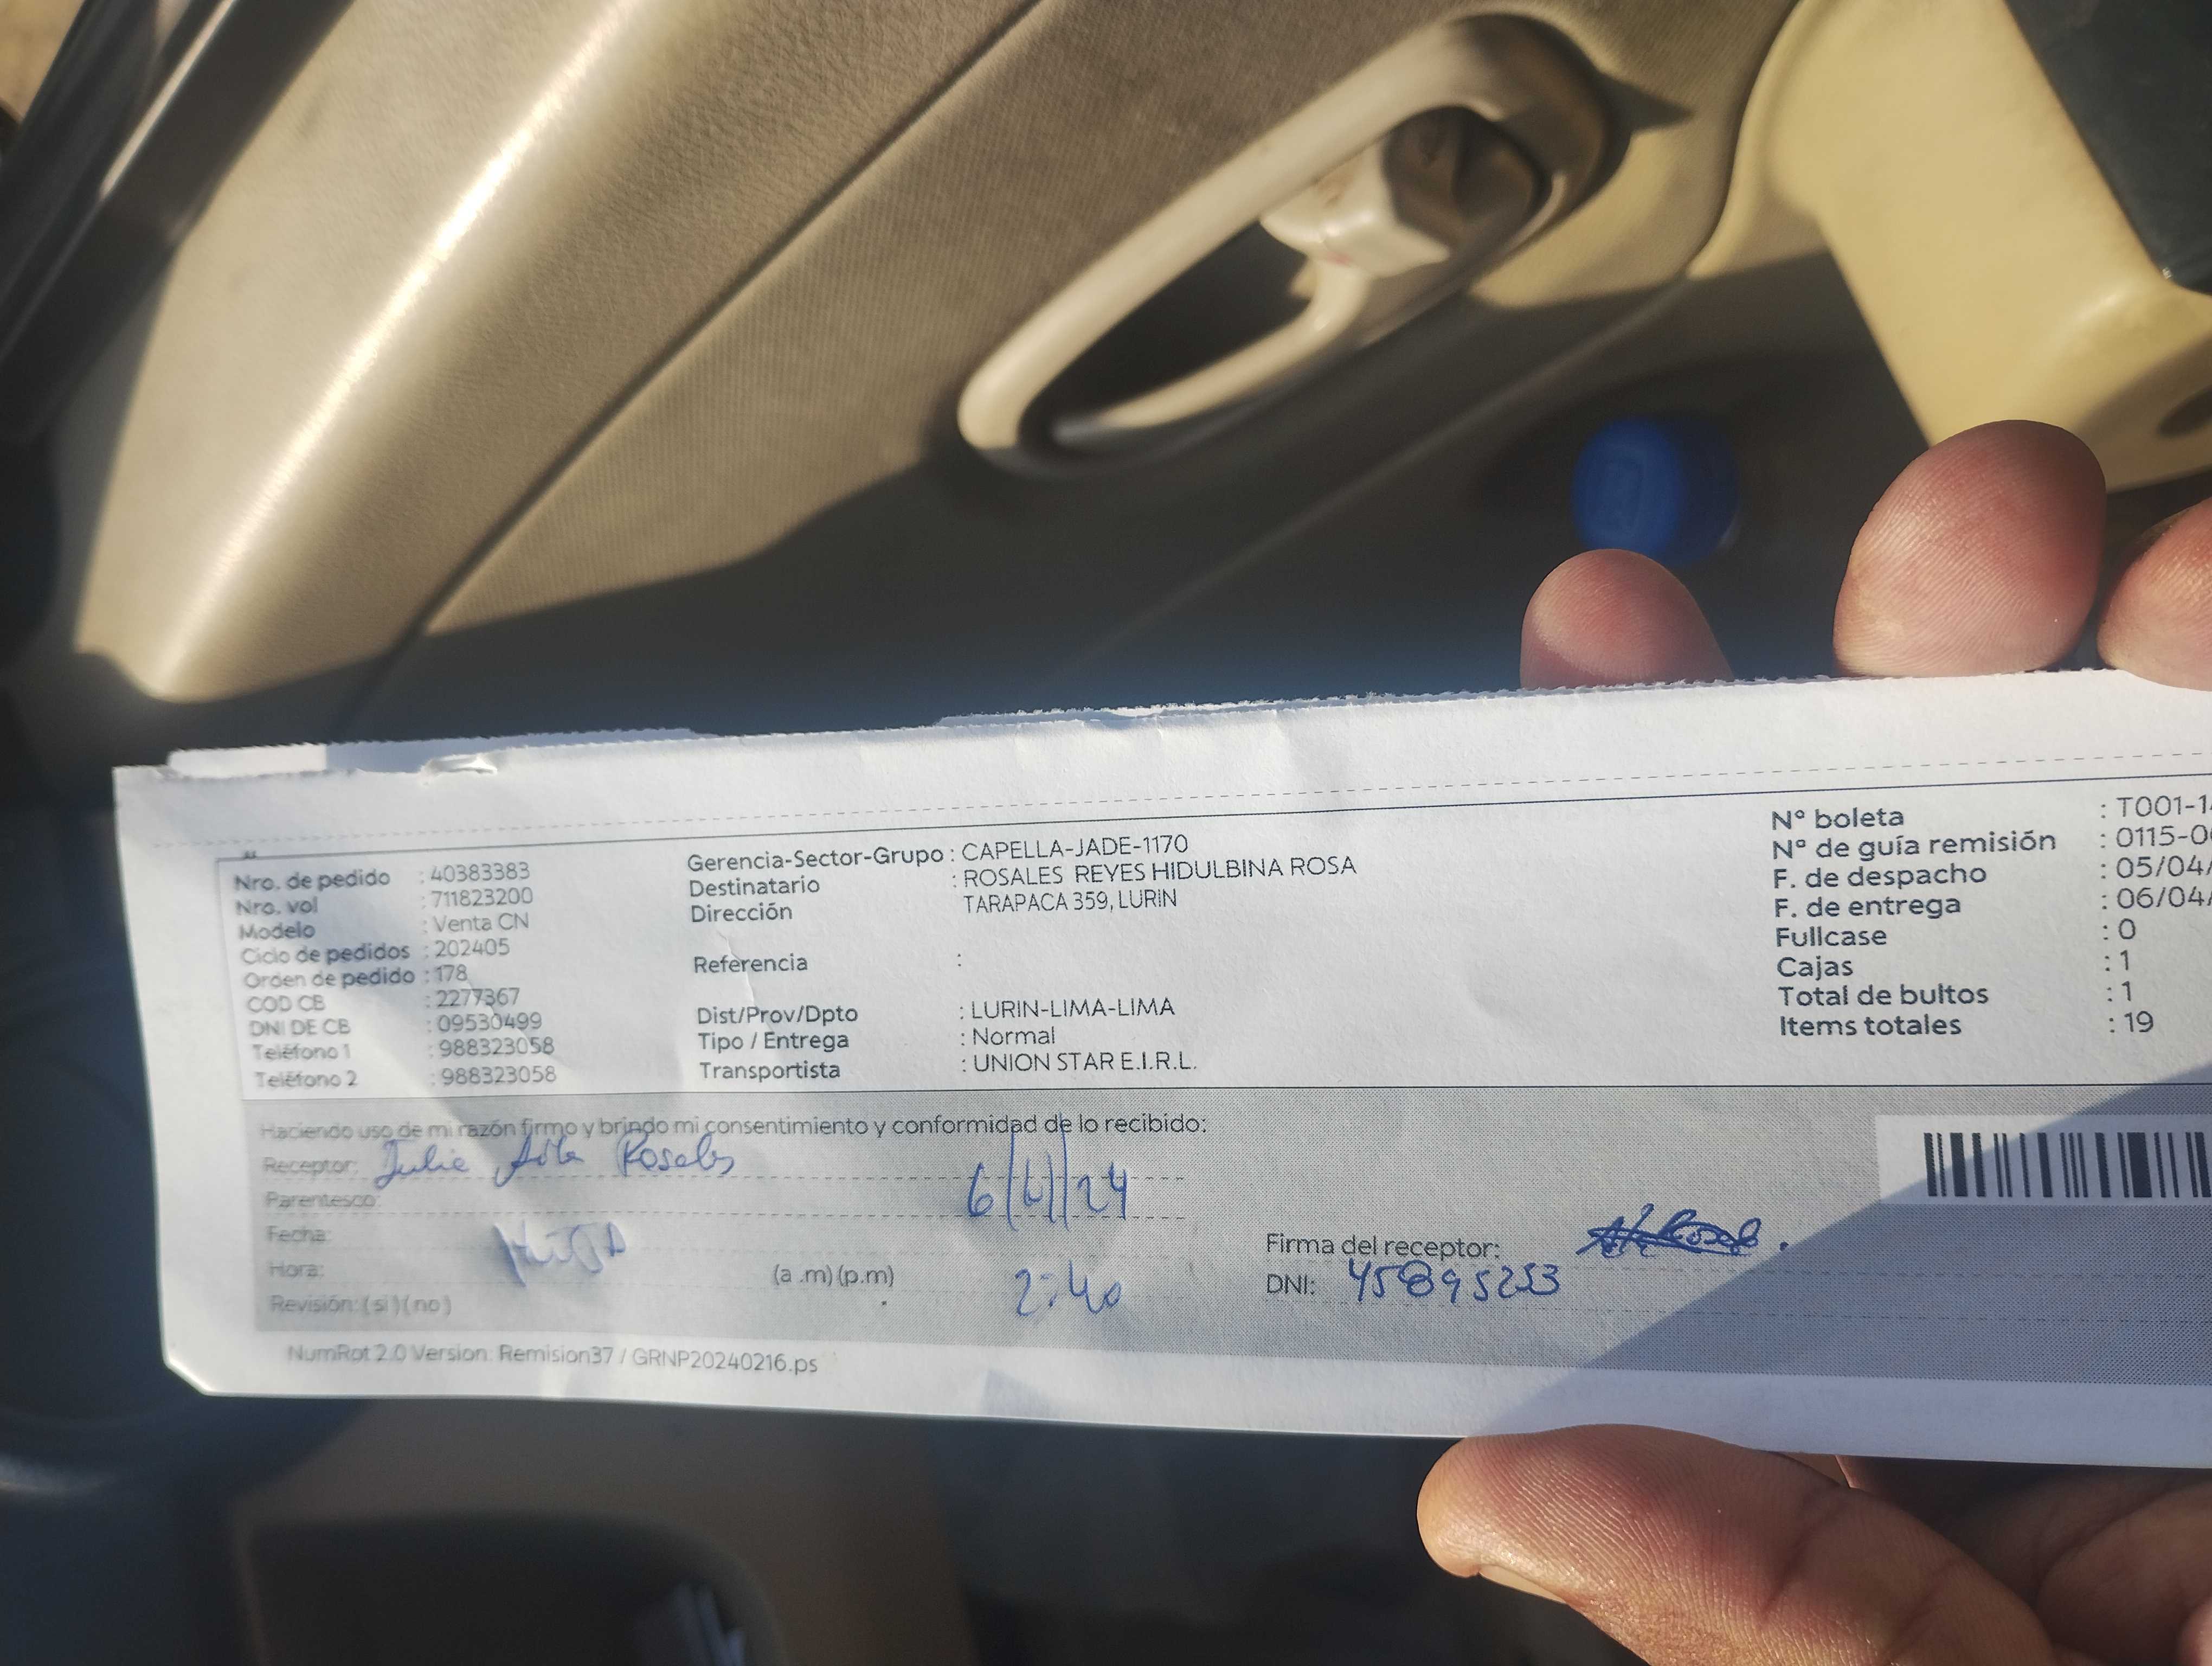 Nro. de pedido : 40383383
Nro. vol : 711823200
Modelo : Venta CN
Ciclo de pedidos : 202405
Orden de pedido : 178
COD CB : 2277367
DNI DE CB : 09530499
Teléfono 1 : 988323058
Teléfono 2 : 988323058
Gerencia-Sector-Grupo : CAPELLA-JADE-1170
Destinatario : ROSALES REYES HIDULBINA ROSA
Dirección TARAPACA 359, LURIN
Referencia :
Dist/Prov/Dpto : LURIN-LIMA-LIMA
Tipo / Entrega : Normal
Transportista : UNION STAR E.I.R.L.
Nº boleta : T001-1
Nº de guía remisión : 0115-0
F. de despacho : 05/04/
F. de entrega : 06/04/
Fullcase : 0
Cajas : 1
Total de bultos : 1
Items totales : 19
Haciendo uso de mi razón firmo y brindo mi consentimiento y conformidad de lo recibido:
Receptor: Julie Rosales
Parentesco: 6/4/24
Fecha:
Hija
Hora: (a .m) (p.m) 2:40
Revisión: ( si ) ( no )
Firma del receptor:
DNI: 45895253
NumRot 2.0 Version: Remision37 / GRNP20240216.ps